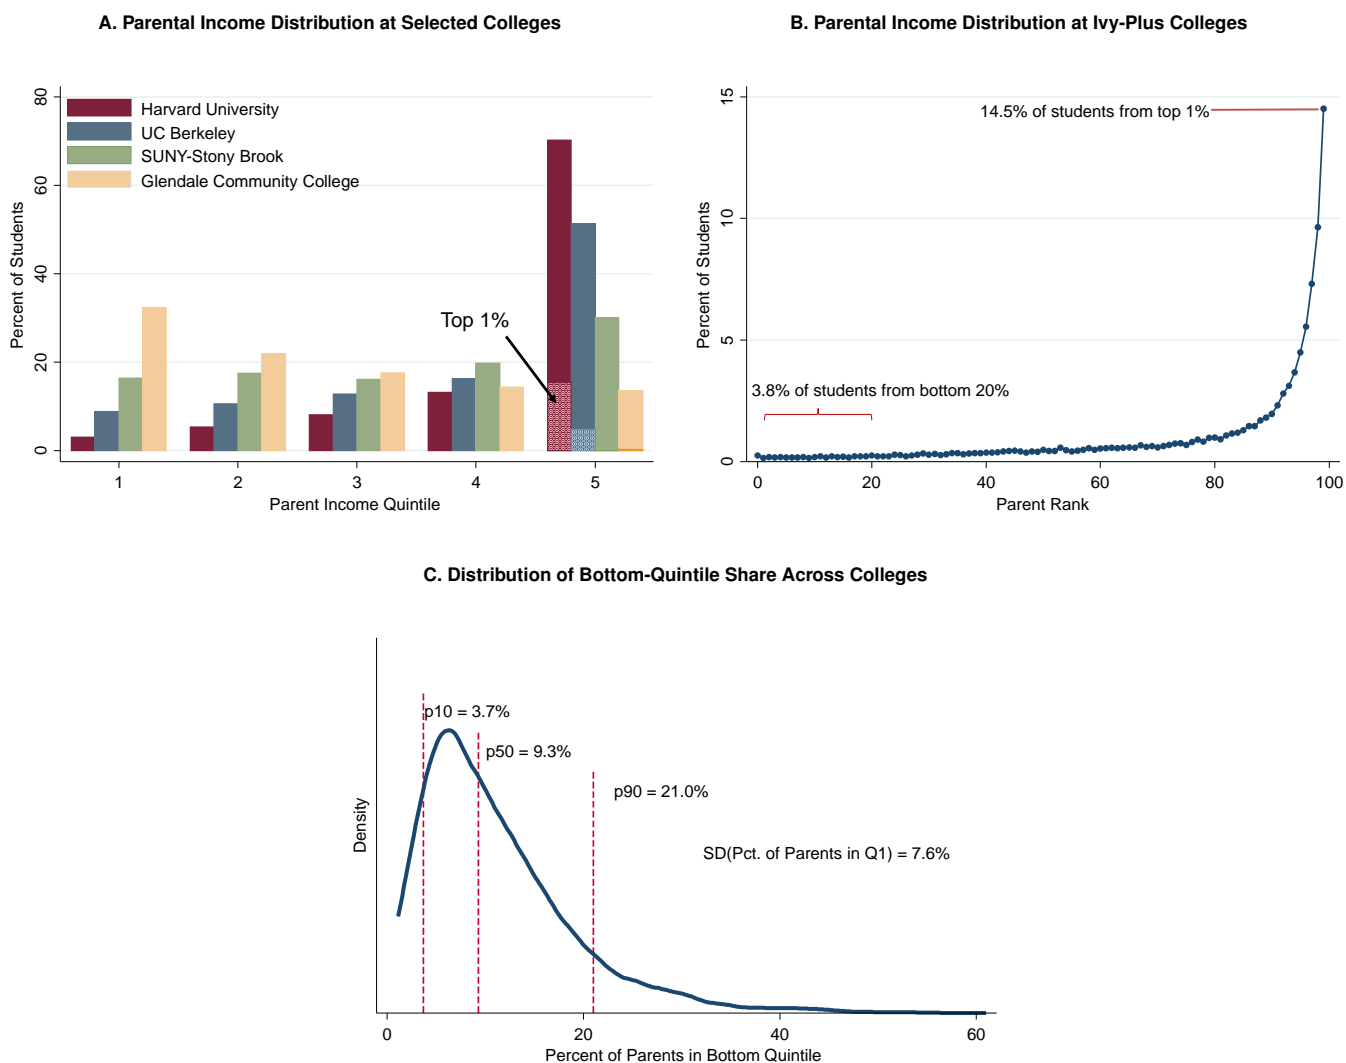 A. Parental Income Distribution at Selected Colleges
Percent of Students
80
60
40
20
0
Harvard University
UC Berkeley
SUNY-Stony Brook
Glendale Community College
Top 1%
1 2 3 4 5
Parent Income Quintile
B. Parental Income Distribution at Ivy-Plus Colleges
Percent of Students
15
10
5
0
14.5% of students from top 1%
3.8% of students from bottom 20%
0 20 40 60 80 100
Parent Rank
C. Distribution of Bottom-Quintile Share Across Colleges
Density
p10 = 3.7%
p50 = 9.3%
p90 = 21.0%
SD(Pct. of Parents in Q1) = 7.6%
0 20 40 60
Percent of Parents in Bottom Quintile